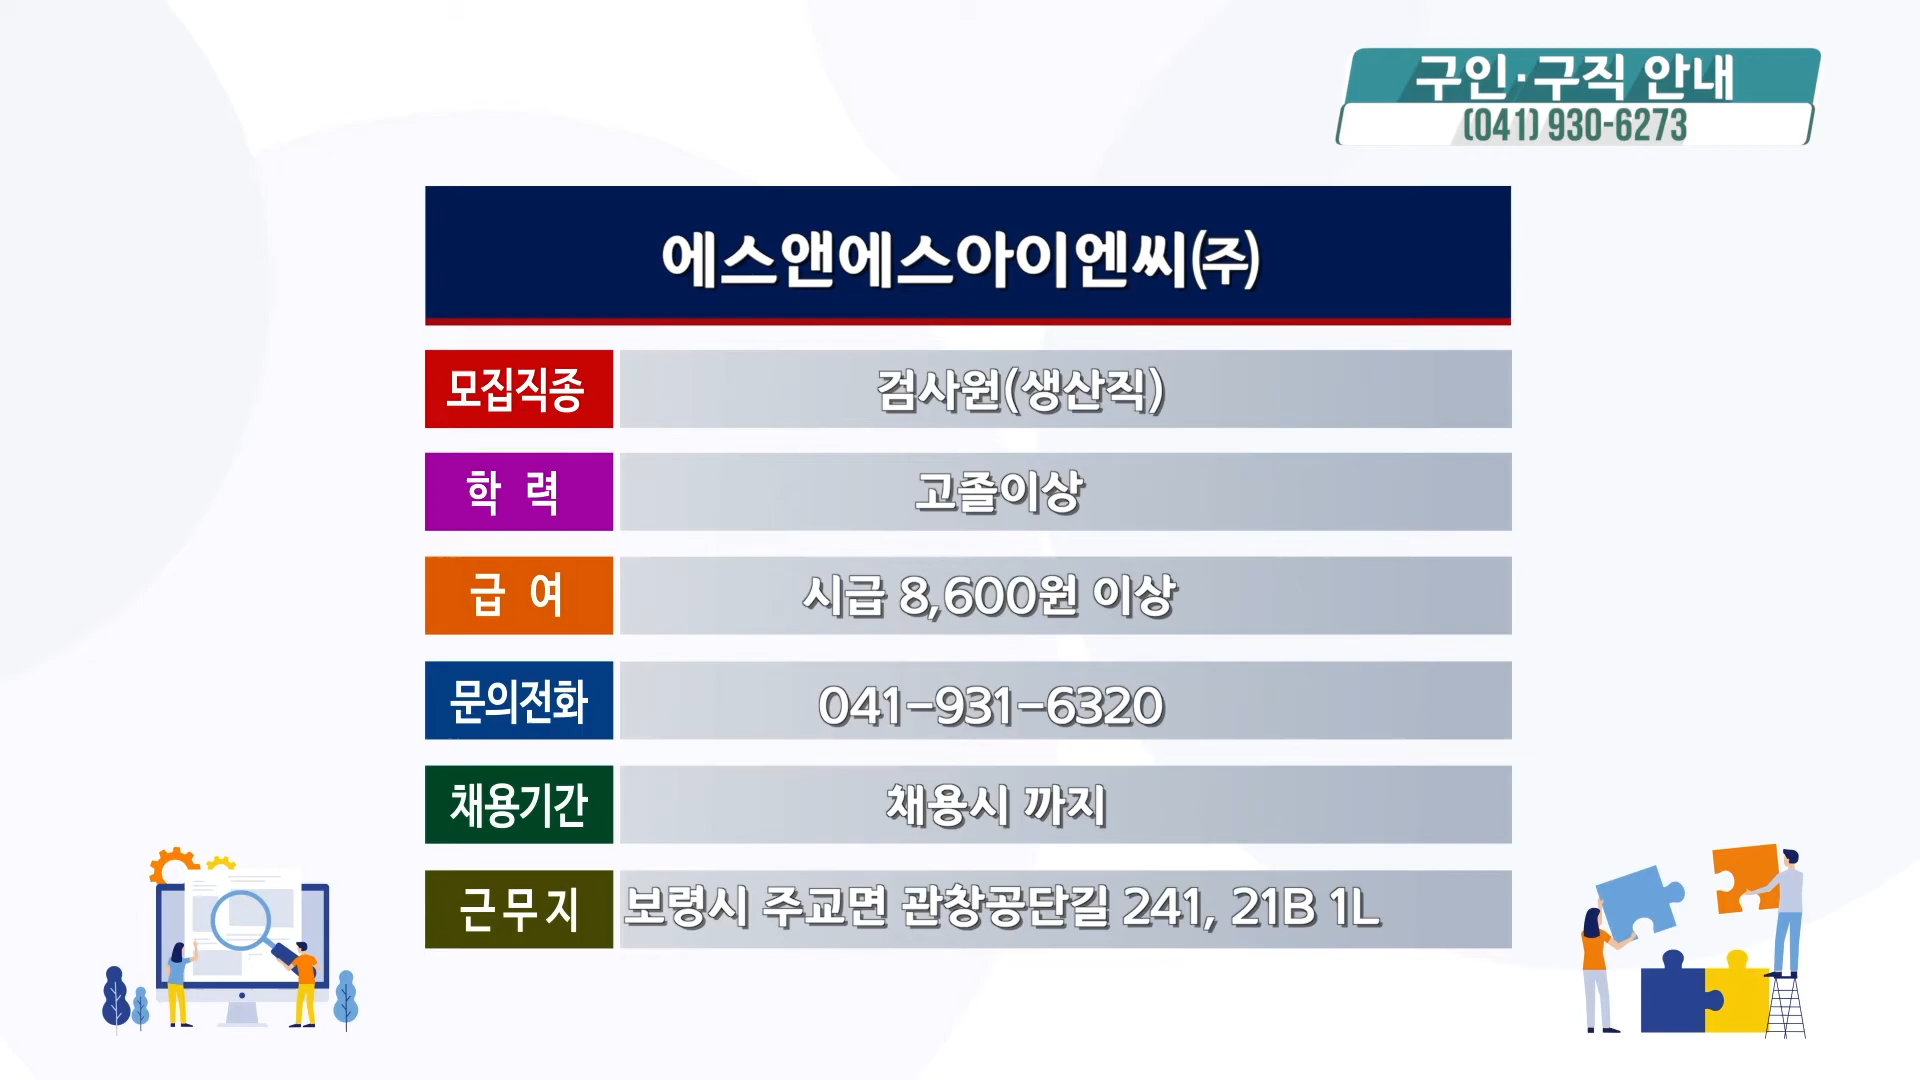 구인·구직 안내
(041) 930-6273
에스앤에스아이엔씨㈜
모집직종 검사원(생산직)
학 력 고졸이상
급 여 시급 8,600원 이상
문의전화 041-931-6320
채용기간 채용시 까지
근무지 보령시 주교면 관창공단길 241, 21B 1L